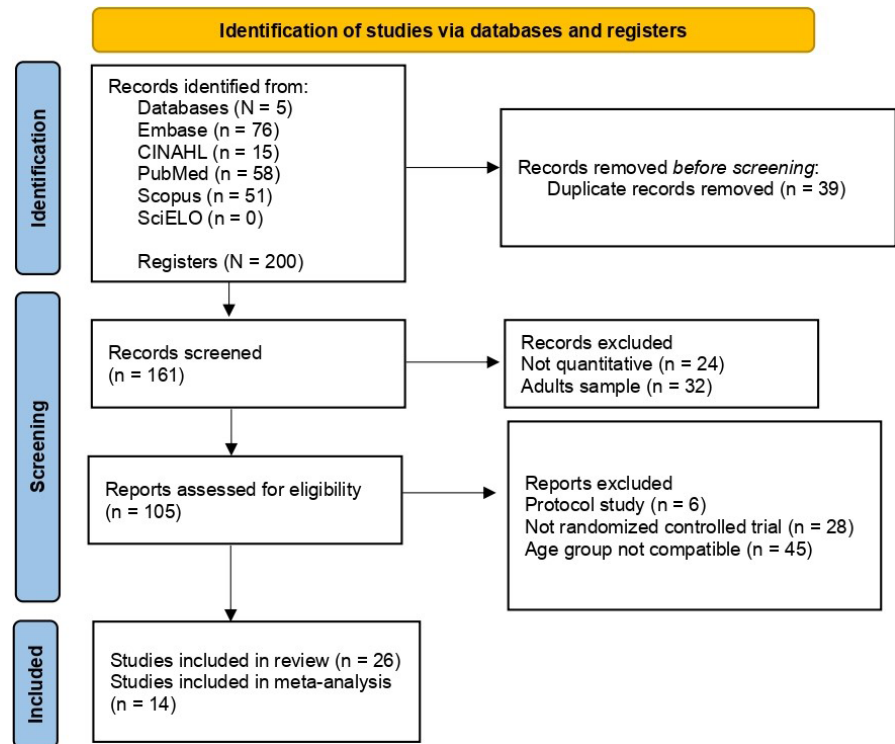 Identification of studies via databases and registers
Identification
Records identified from:
Databases (N = 5)
Embase (n = 76)
CINAHL (n = 15)
PubMed (n = 58)
Scopus (n = 51)
SciELO (n = 0)
Registers (N = 200)
Records removed before screening:
Duplicate records removed (n = 39)
Screening
Records screened
(n = 161)
Records excluded
Not quantitative (n = 24)
Adults sample (n = 32)
Reports assessed for eligibility
(n = 105)
Reports excluded
Protocol study (n = 6)
Not randomized controlled trial (n = 28)
Age group not compatible (n = 45)
Included
Studies included in review (n = 26)
Studies included in meta-analysis
(n = 14)